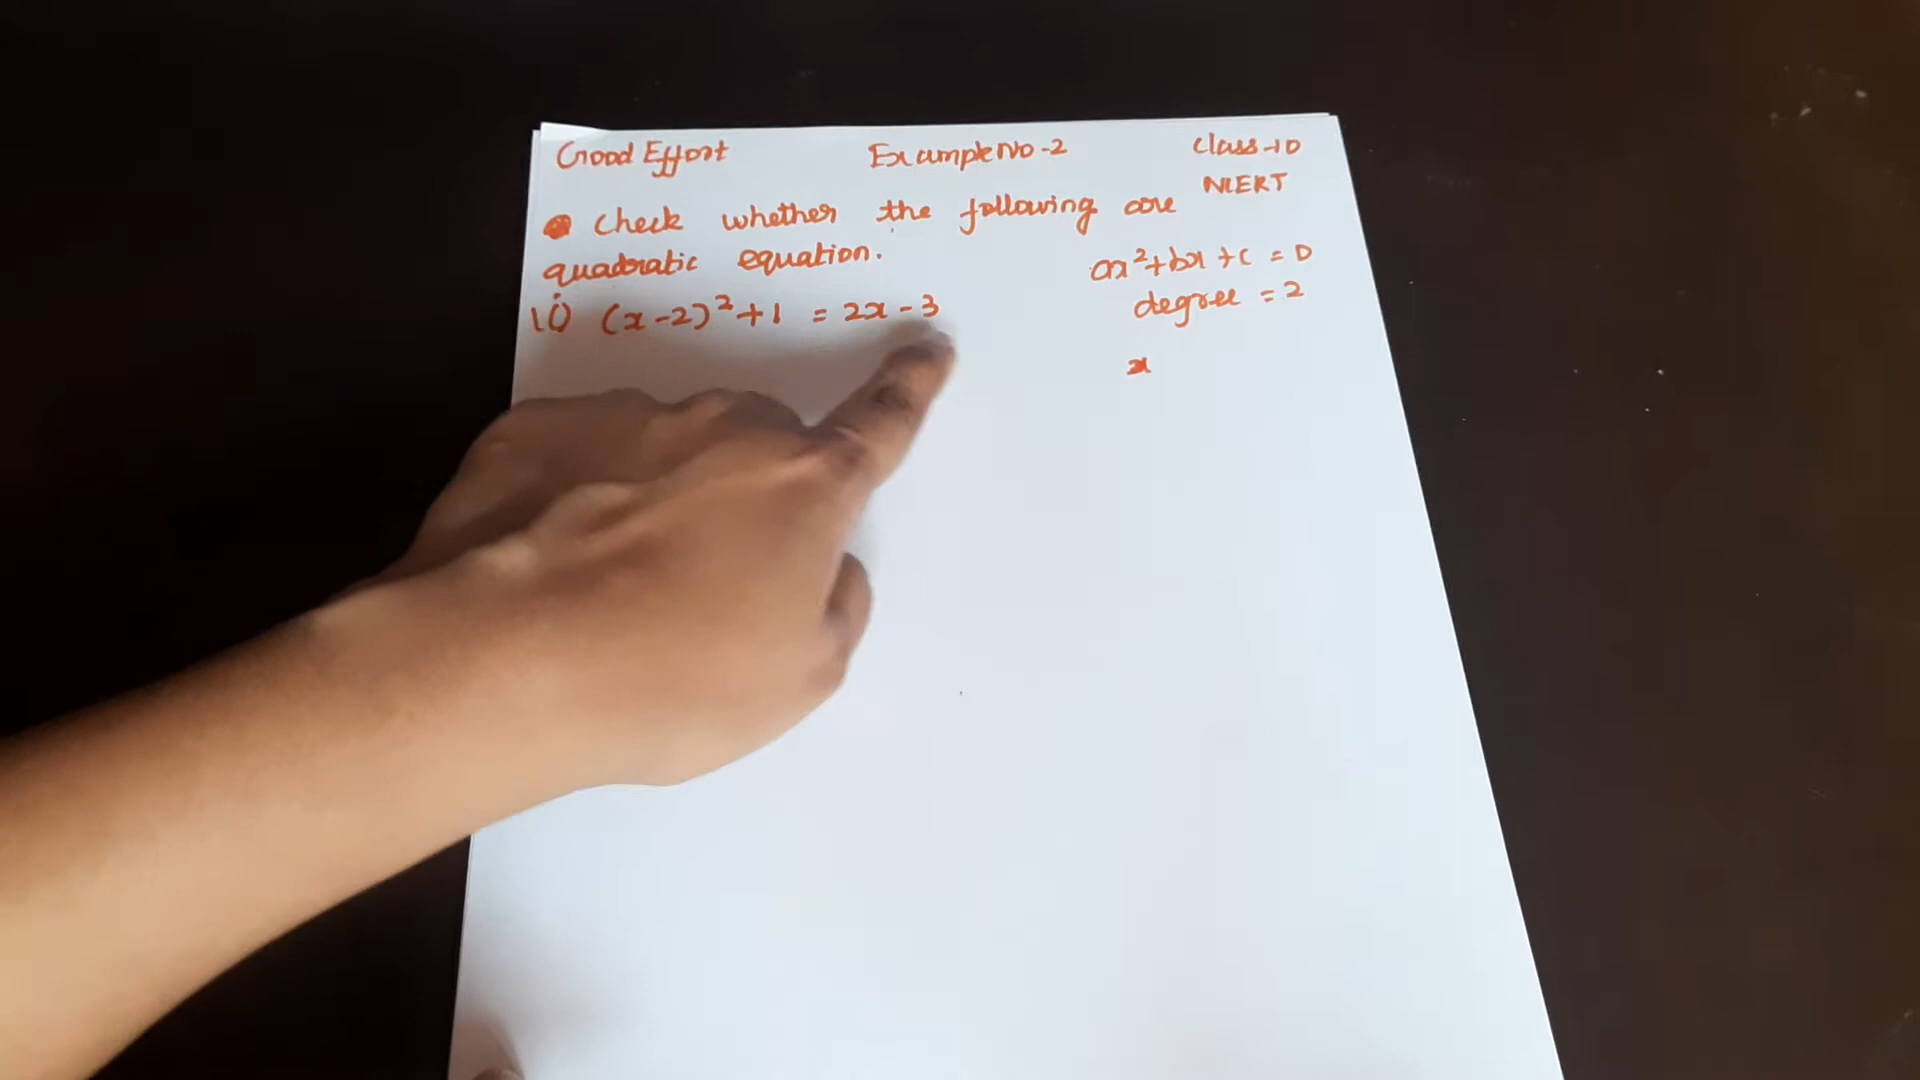 Good Effort Example No-2 Class-10
NCERT
Check whether the following are
quadratic equation.
ax²+bx+c = 0
degree = 2
1) i) (x-2)²+1 = 2x-3
x